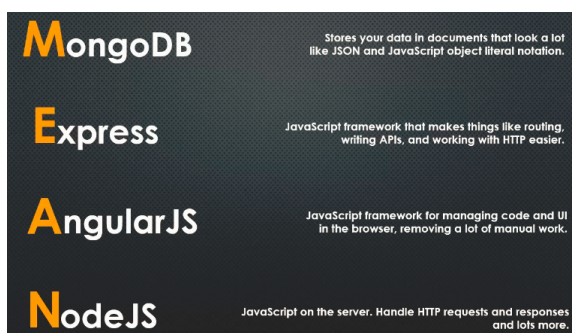 MongoDB
Stores your data in documents that look a lot
like JSON and JavaScript object literal notation.
Express
JavaScript framework that makes things like routing,
writing APIs, and working with HTTP easier.
AngularJS
JavaScript framework for managing code and UI
in the browser, removing a lot of manual work.
NodeJS
JavaScript on the server. Handle HTTP requests and responses
and lots more.